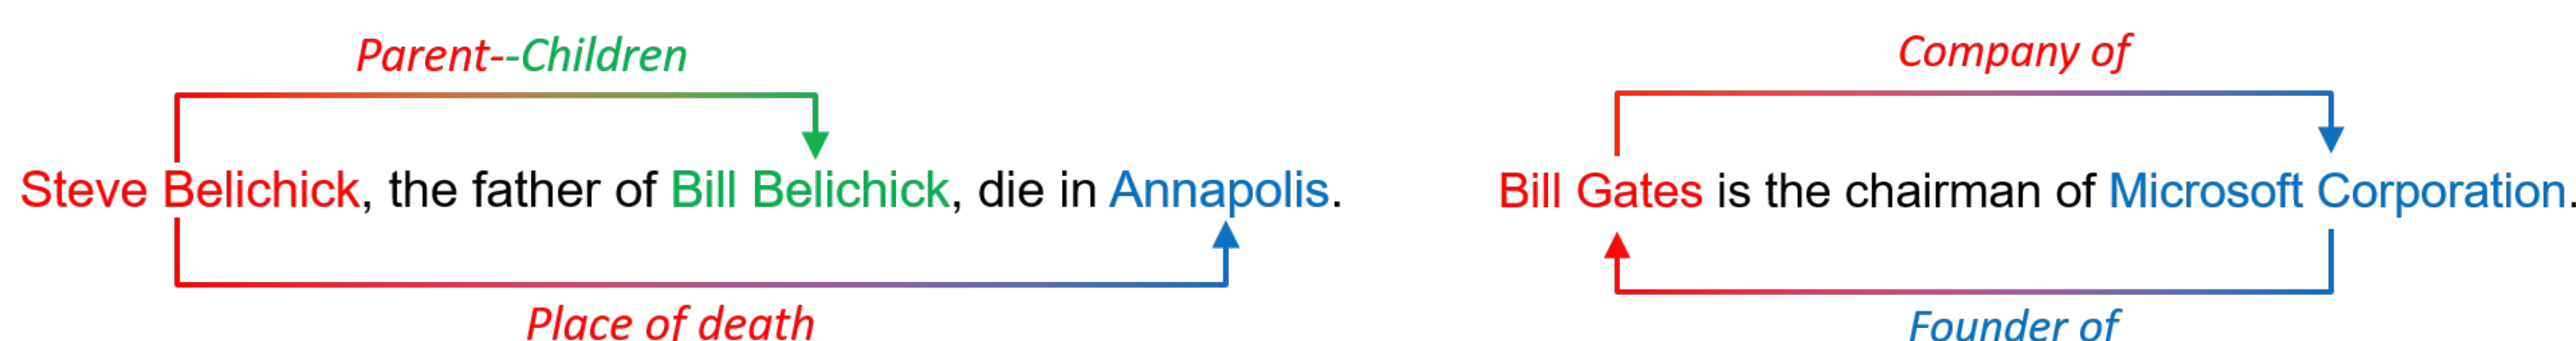 Parent--Children
Steve Belichick, the father of Bill Belichick, die in Annapolis.
Place of death
Company of
Bill Gates is the chairman of Microsoft Corporation.
Founder of